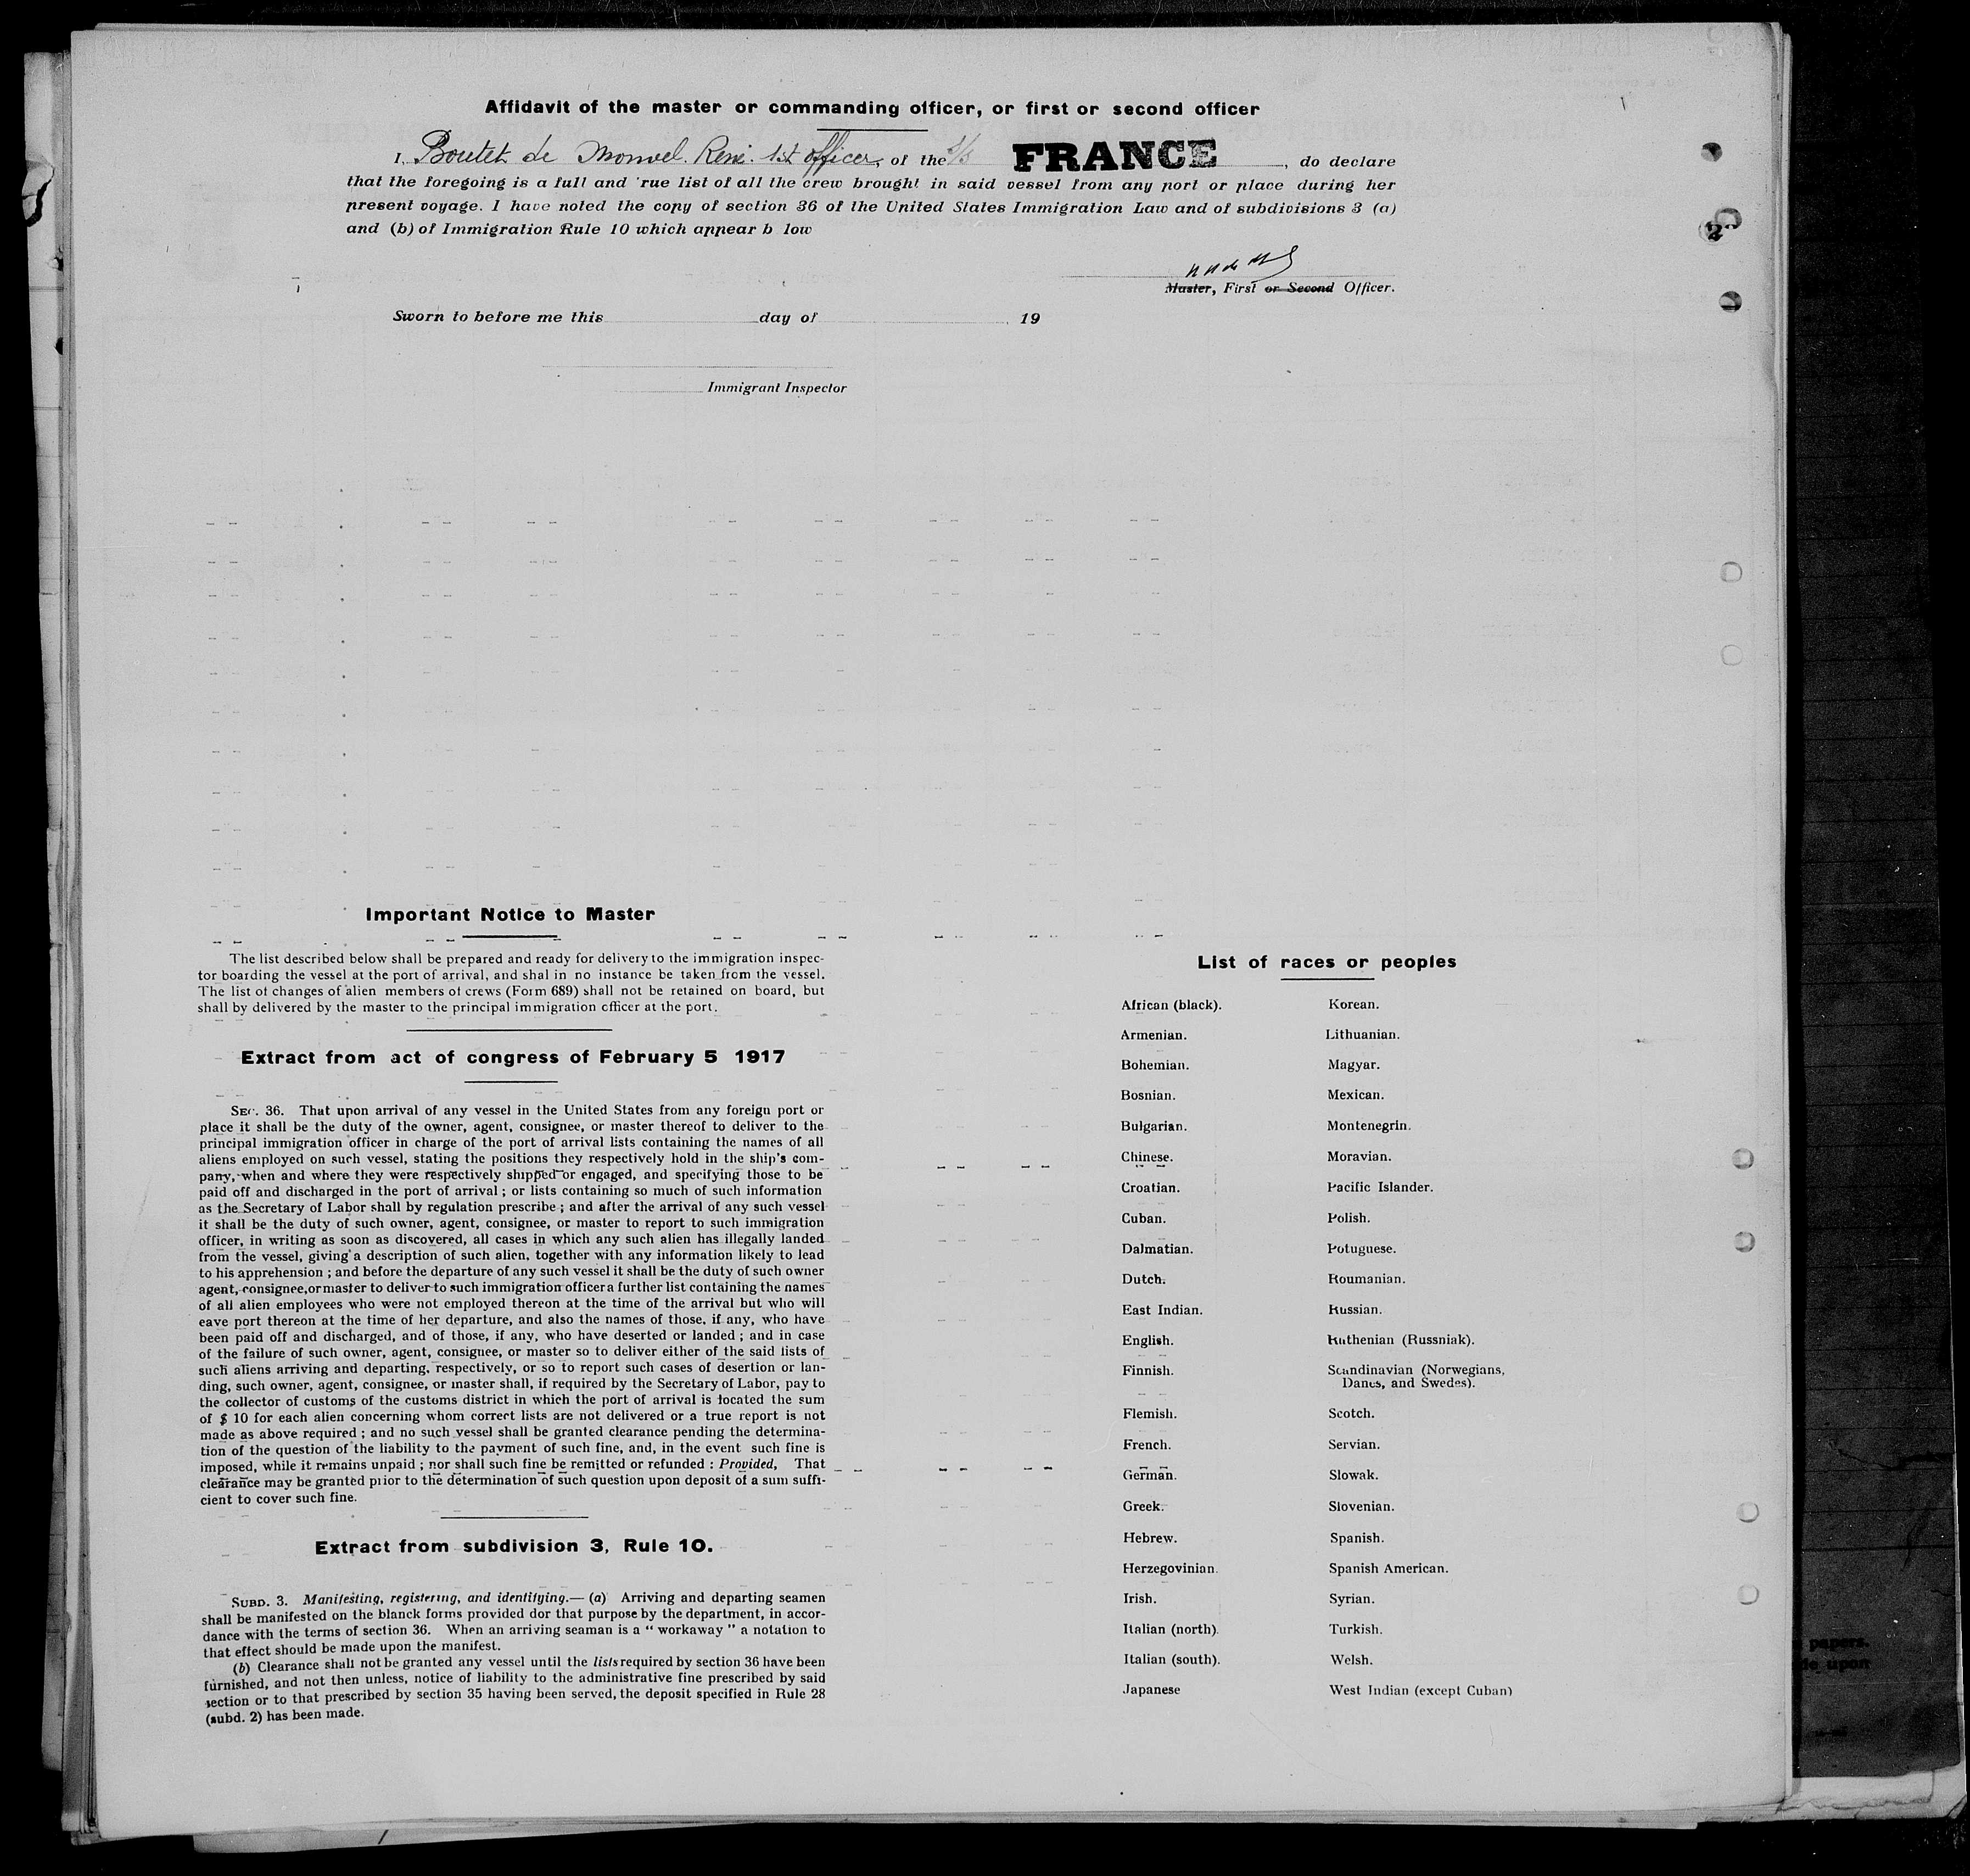 Affidavit of the master or commanding officer, or first or second officer
I, Boutet de Monvel. René. 1st officer, of the S/S FRANCE, do declare
that the foregoing is a full and 'rue list of all the crew brought in said vessel from any port or place during her
present voyage. I have noted the copy of section 36 of the United States Immigration Law and of subdivisions 3 (a)
and (b) of Immigration Rule 10 which appear b low
Master, First or Second Officer.
Sworn to before me this day of 19
Immigrant Inspector
Important Notice to Master
The list described below shall be prepared and ready for delivery to the immigration inspec-
tor boarding the vessel at the port of arrival, and shal in no instance be taken from the vessel.
The list of changes of alien members of crews (Form 689) shall not be retained on board, but
shall by delivered by the master to the principal immigration officer at the port.
Extract from act of congress of February 5 1917
SEC. 36. That upon arrival of any vessel in the United States from any foreign port or
place it shall be the duty of the owner, agent, consignee, or master thereof to deliver to the
principal immigration officer in charge of the port of arrival lists containing the names of all
aliens employed on such vessel, stating the positions they respectively hold in the ship's com-
pany, when and where they were respectively shipped or engaged, and specifying those to be
paid off and discharged in the port of arrival ; or lists containing so much of such information
as the Secretary of Labor shall by regulation prescribe ; and after the arrival of any such vessel
it shall be the duty of such owner, agent, consignee, or master to report to such immigration
officer, in writing as soon as discovered, all cases in which any such alien has illegally landed
from the vessel, giving a description of such alien, together with any information likely to lead
to his apprehension ; and before the departure of any such vessel it shall be the duty of such owner
agent, consignee, or master to deliver to such immigration officer a further list containing the names
of all alien employees who were not employed thereon at the time of the arrival but who will
eave port thereon at the time of her departure, and also the names of those, if any, who have
been paid off and discharged, and of those, if any, who have deserted or landed ; and in case
of the failure of such owner, agent, consignee, or master so to deliver either of the said lists of
such aliens arriving and departing, respectively, or so to report such cases of desertion or lan-
ding, such owner, agent, consignee, or master shall, if required by the Secretary of Labor, pay to
the collector of customs of the customs district in which the port of arrival is located the sum
of $ 10 for each alien concerning whom correct lists are not delivered or a true report is not
made as above required ; and no such vessel shall be granted clearance pending the determina-
tion of the question of the liability to the payment of such fine, and, in the event such fine is
imposed, while it remains unpaid ; nor shall such fine be remitted or refunded : Provided, That
clearance may be granted prior to the determination of such question upon deposit of a sum suffi-
cient to cover such fine.
Extract from subdivision 3, Rule 10.
SUBD. 3. Manifesting, registering, and identifying.— (a) Arriving and departing seamen
shall be manifested on the blanck forms provided dor that purpose by the department, in accor-
dance with the terms of section 36. When an arriving seaman is a “ workaway ” a notation to
that effect should be made upon the manifest.
(b) Clearance shall not be granted any vessel until the lists required by section 36 have been
furnished, and not then unless, notice of liability to the administrative fine prescribed by said
section or to that prescribed by section 35 having been served, the deposit specified in Rule 28
(subd. 2) has been made.
List of races or peoples
African (black).
Armenian.
Bohemian.
Bosnian.
Bulgarian.
Chinese.
Croatian.
Cuban.
Dalmatian.
Dutch.
East Indian.
English.
Finnish.
Flemish.
French.
German.
Greek.
Hebrew.
Herzegovinian.
Irish.
Italian (north).
Italian (south).
Japanese
Korean.
Lithuanian.
Magyar.
Mexican.
Montenegrin.
Moravian.
Pacific Islander.
Polish.
Potuguese.
Roumanian.
Russian.
Ruthenian (Russniak).
Scandinavian (Norwegians,
Danes, and Swedes).
Scotch.
Servian.
Slowak.
Slovenian.
Spanish.
Spanish American.
Syrian.
Turkish.
Welsh.
West Indian (except Cuban)
papers.
upon